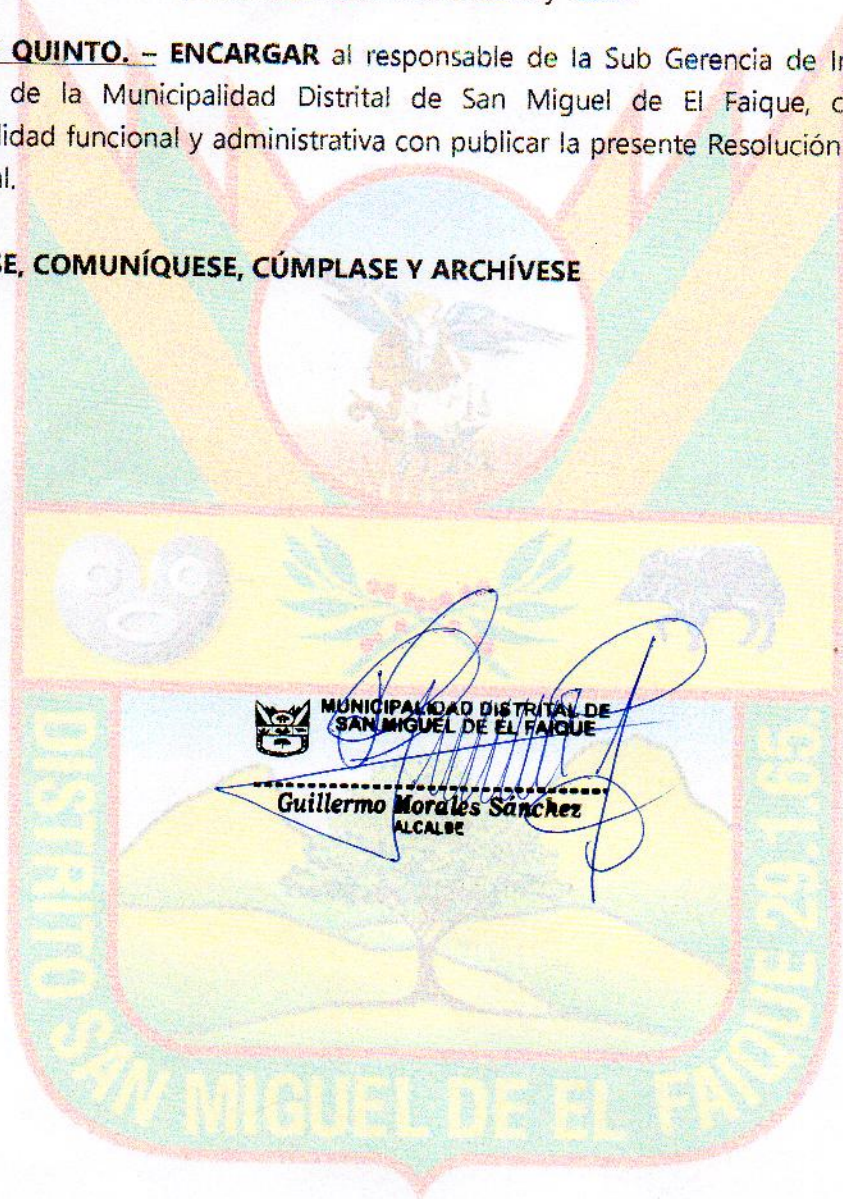 QUINTO. – ENCARGAR al responsable de la Sub Gerencia de
de la Municipalidad Distrital de San Miguel de El Faique,
lidad funcional y administrativa con publicar la presente Resolución
al.
SE, COMUNÍQUESE, CÚMPLASE Y ARCHÍVESE
MUNICIPALIDAD DISTRITAL DE
SAN MIGUEL DE EL FAIQUE
Guillermo Morales Sánchez
ALCALDE
DISTRITO SAN MIGUEL DE EL FAIQUE 29.1.65